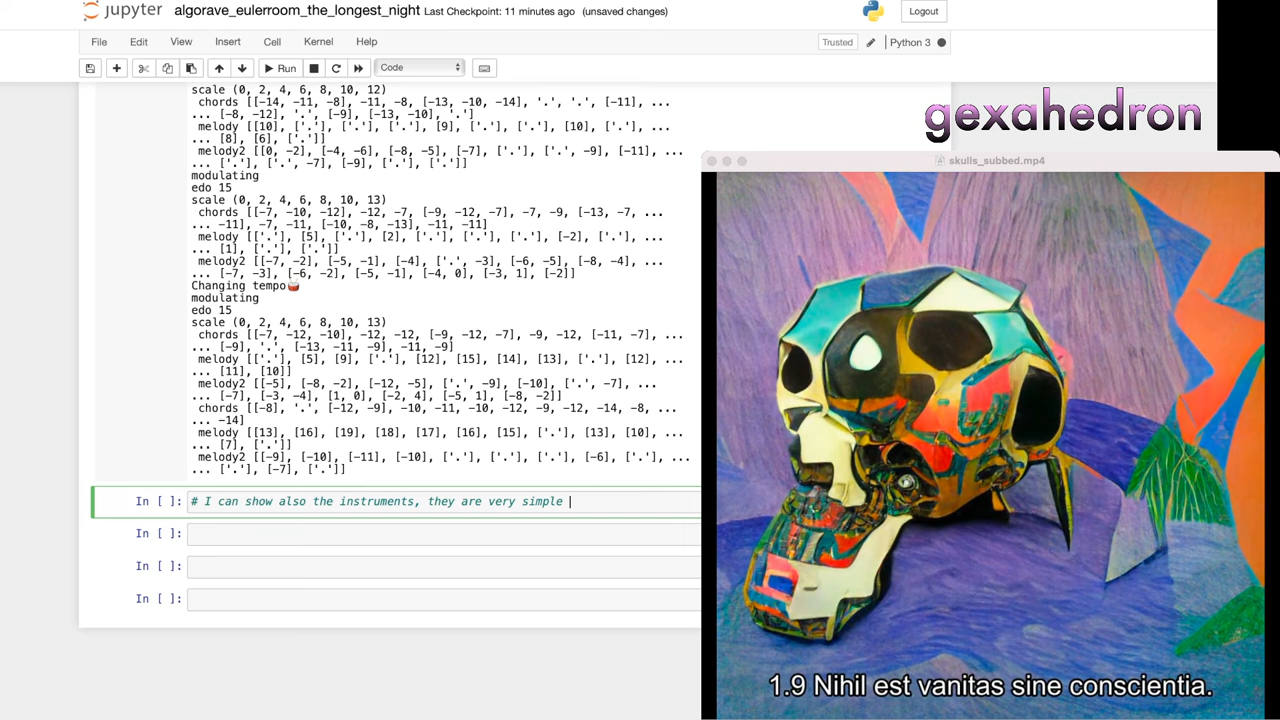 jupyter algorave_eulerroom_the_longest_night Last Checkpoint: 11 minutes ago (unsaved changes) Logout
File Edit View Insert Cell Kernel Help Trusted Python 3
Run Code
scale (0, 2, 4, 6, 8, 10, 12)
chords [[-14, -11, -8], -11, -8, [-13, -10, -14], '.', '.', [-11], ...
... [-8, -12], '.', -9], [-13, -10], '.']
melody [[10], ['.'], ['.'], ['.'], [9], ['.'], [10], ['.'], ...
... [8], [6], ['.']]
melody2 [[0, -2], [-4, -6], [-5, -8], [-7], ['.'], ['.', -9], [-11], ...
... ['.'], ['.', -7], [-9], ['.'], ['.']]
modulating
edo 15
scale (0, 2, 4, 6, 8, 10, 13)
chords [[-7, -10, -12], -12, -7, [-9, -12, -7], -7, -9, [-13, -7, ...
... -11], -7, -11, [-10, -8, -13], -11, -11]
melody [['.'], [5], ['.'], [2], ['.'], ['.'], ['.'], [-2], ['.'], ...
... [1], ['.'], ['.']]
melody2 [[-7, -2], [-5, -1], [-4], ['.', -3], [-6, -5], [-8, -4], ...
... [-7, -3], [-6, -2], [-5, -1], [-4, 0], [-3, 1], [-2]]
Changing tempo🥁
modulating
edo 15
scale (0, 2, 4, 6, 8, 10, 13)
chords [[-7, -12, -10], -12, -12, [-9, -12, -7], -9, -12, [-11, -7], ...
... [-9], '.', [-13, -11, -9], -11, -9]
melody [['.'], [5], [9], ['.'], [12], [15], [14], [13], ['.'], [12], ...
... [11], [10]]
melody2 [[-5], [-8, -2], [-12, -5], ['.', -9], [-10], ['.', -7], ...
... [-7], [-3, -4], [1, 0], [-2, 4], [-5, 1], [-8, -2]]
chords [[-8], '.', [-12, -9], -10, -11, -10, -12, -9, -12, -14, -8, ...
... -14]
melody [[13], [16], [19], [18], [17], [16], [15], ['.'], [13], [10], ...
... [7], ['.']]
melody2 [[-9], [-10], [-11], [-10], ['.'], ['.'], ['.'], [-6], ['.'], ...
... ['.'], [-7], ['.']]
In [ ]: # I can show also the instruments, they are very simple
In [ ]:
In [ ]:
In [ ]:
gexahedron
skulls_subbed.mp4
1.9 Nihil est vanitas sine conscientia.